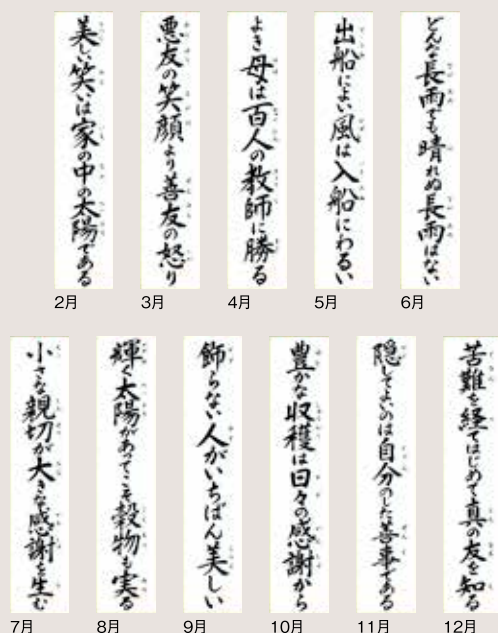 美しい笑いは家の中の太陽である
2月
悪友の笑顔より善友の怒り
3月
よき母は百人の教師に勝る
4月
出船によい風は入船にわるい
5月
どんな長雨でも晴れぬ長雨はない
6月
小さな親切が大きな感謝を生む
7月
輝く太陽があってこそ穀物も実る
8月
飾らない人がいちばん美しい
9月
豊かな収穫は日々の感謝から
10月
隠してよいのは自分のした善事である
11月
苦難を経てはじめて真の友を知る
12月